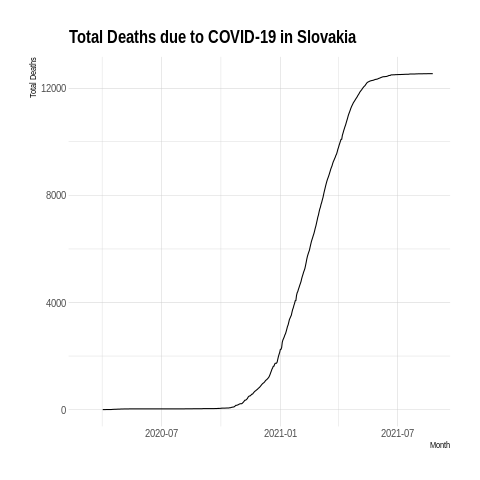 Total Deaths due to COVID-19 in Slovakia
Total Deaths
12000
8000
4000
0
2020-07
2021-01
2021-07
Month